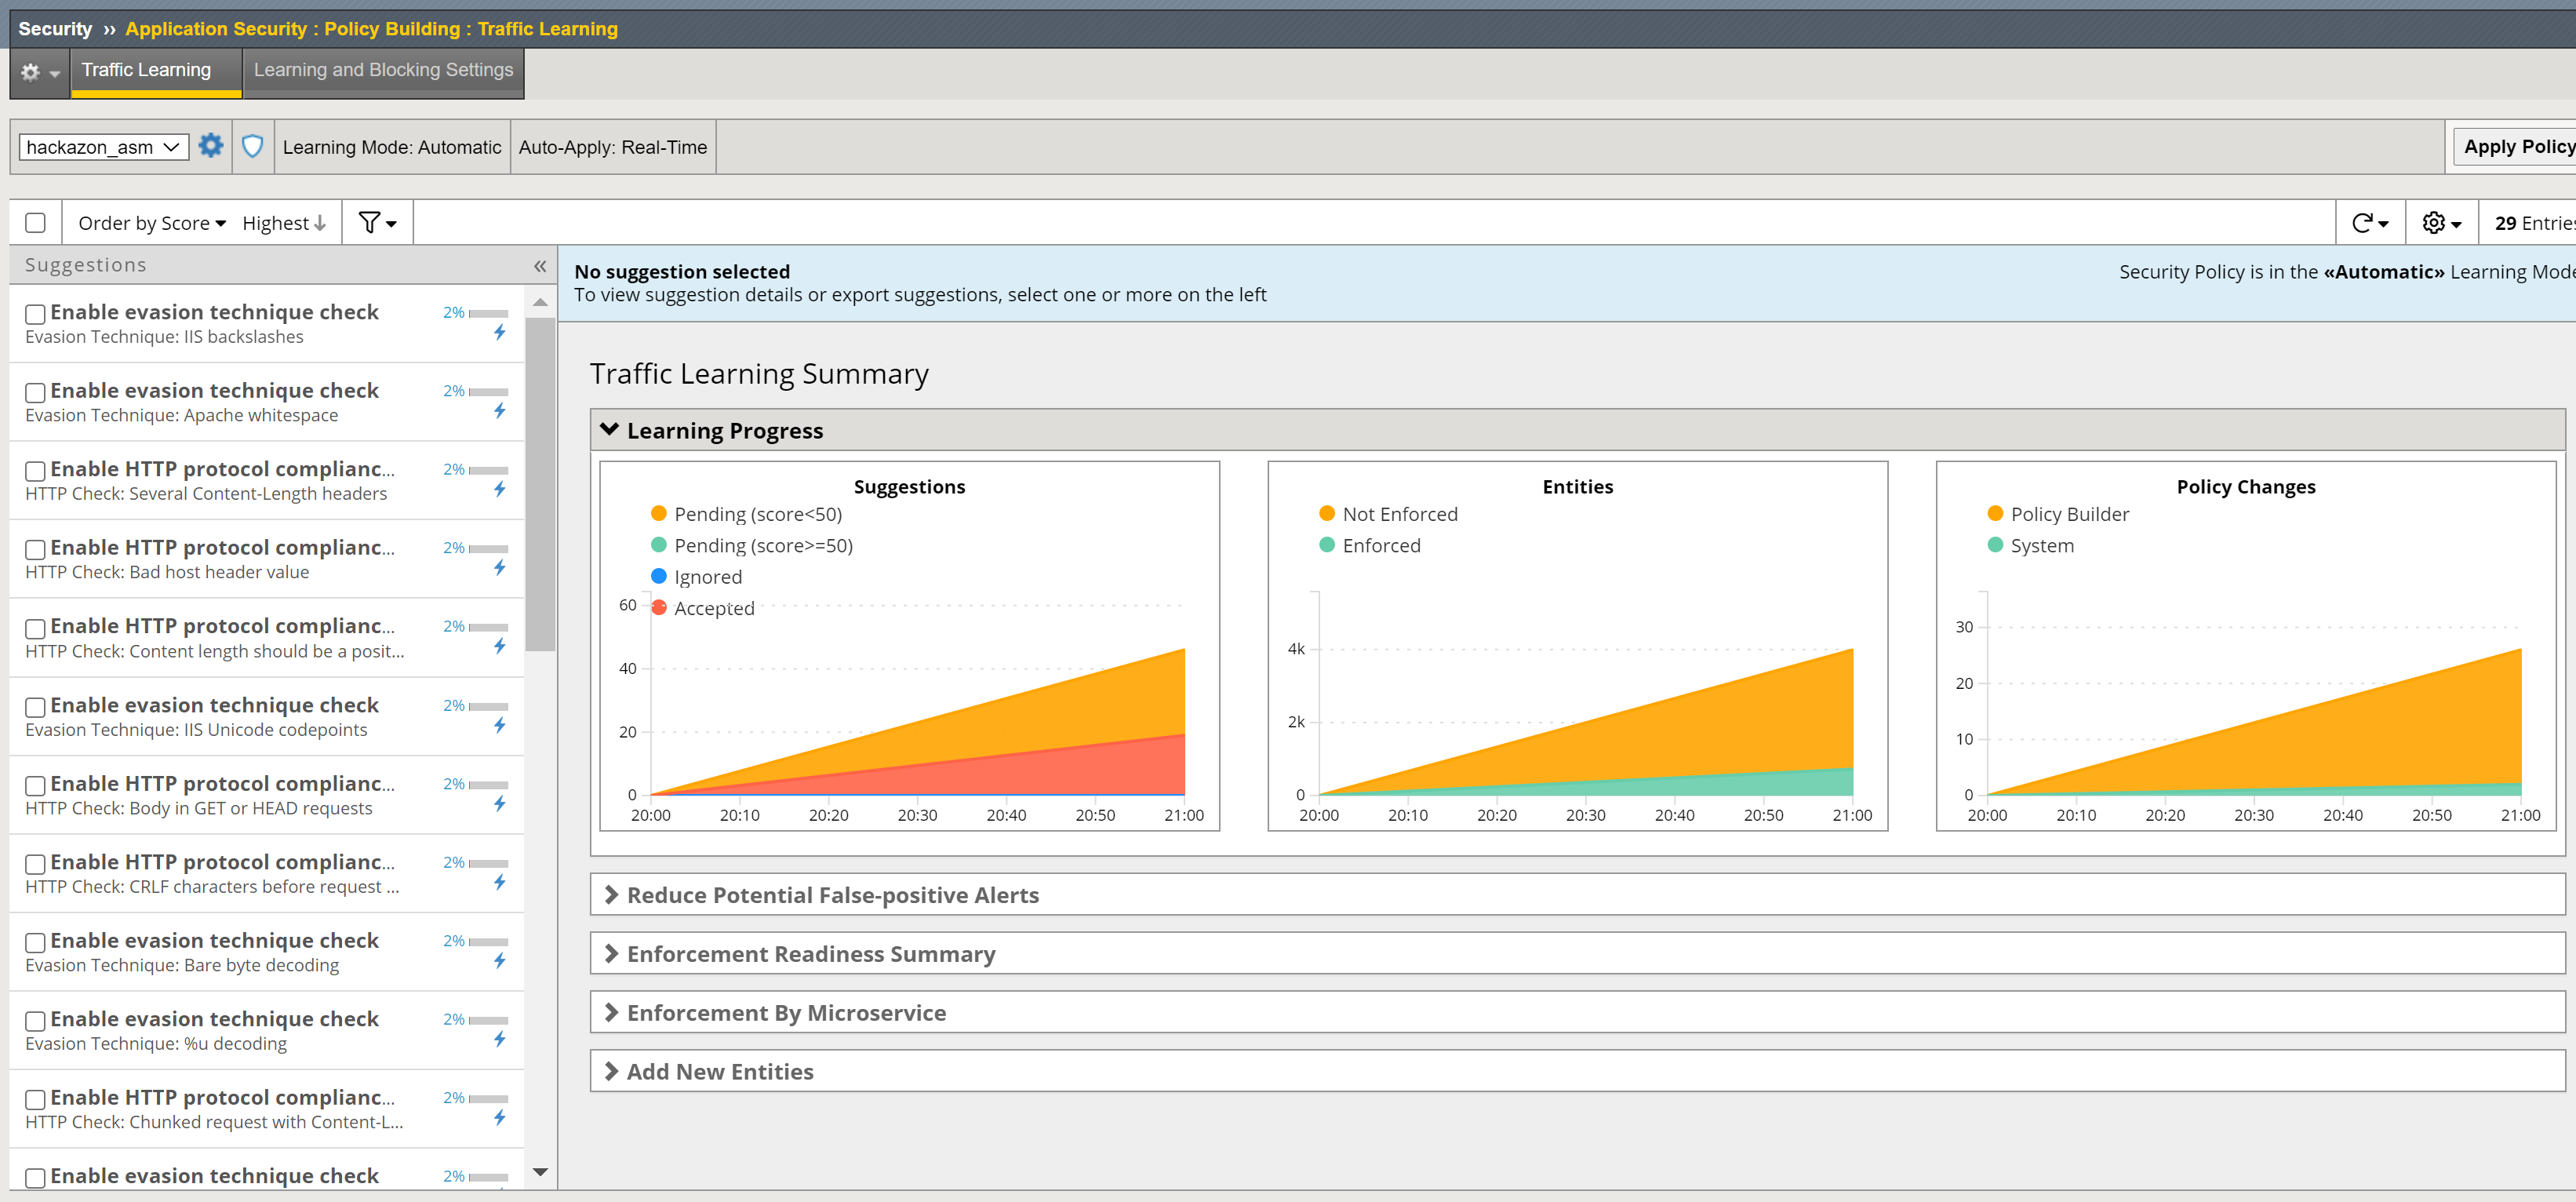 Security ›› Application Security : Policy Building : Traffic Learning
Traffic Learning
Learning and Blocking Settings
hackazon_asm
Learning Mode: Automatic
Auto-Apply: Real-Time
Apply Policy
Order by Score
Highest
29 Entries
Suggestions
«
Enable evasion technique check
2%
Evasion Technique: IIS backslashes
Enable evasion technique check
2%
Evasion Technique: Apache whitespace
Enable HTTP protocol complianc...
2%
HTTP Check: Several Content-Length headers
Enable HTTP protocol complianc...
2%
HTTP Check: Bad host header value
Enable HTTP protocol complianc...
2%
HTTP Check: Content length should be a posit...
Enable evasion technique check
2%
Evasion Technique: IIS Unicode codepoints
Enable HTTP protocol complianc...
2%
HTTP Check: Body in GET or HEAD requests
Enable HTTP protocol complianc...
2%
HTTP Check: CRLF characters before request ...
Enable evasion technique check
2%
Evasion Technique: Bare byte decoding
Enable evasion technique check
2%
Evasion Technique: %u decoding
Enable HTTP protocol complianc...
2%
HTTP Check: Chunked request with Content-L...
Enable evasion technique check
2%
No suggestion selected
To view suggestion details or export suggestions, select one or more on the left
Security Policy is in the «Automatic» Learning Mode
Traffic Learning Summary
Learning Progress
Suggestions
Pending (score<50)
Pending (score>=50)
Ignored
Accepted
60
40
20
0
20:00 20:10 20:20 20:30 20:40 20:50 21:00
Entities
Not Enforced
Enforced
4k
2k
0
20:00 20:10 20:20 20:30 20:40 20:50 21:00
Policy Changes
Policy Builder
System
30
20
10
0
20:00 20:10 20:20 20:30 20:40 20:50 21:00
Reduce Potential False-positive Alerts
Enforcement Readiness Summary
Enforcement By Microservice
Add New Entities